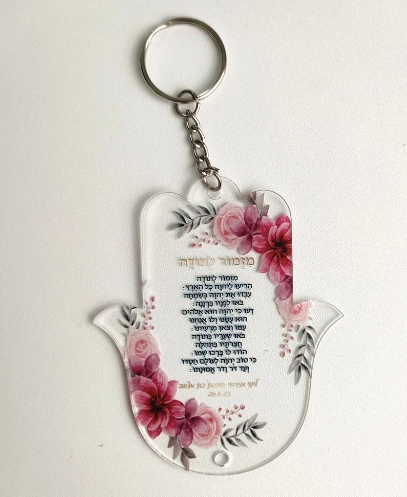 מזמור לתודה
מזמור לתודה
הריעו ליהוה כל הארץ:
עבדו את יהוה בשמחה
באו לפניו ברננה:
דעו כי יהוה הוא אלהים
הוא עשנו ולו אנחנו
עמו וצאן מרעיתו:
באו שעריו בתודה
חצרתיו בתהלה
הודו לו ברכו שמו:
כי טוב יהוה לעולם חסדו
ועד דר ודר אמונתו:
בת מצווה